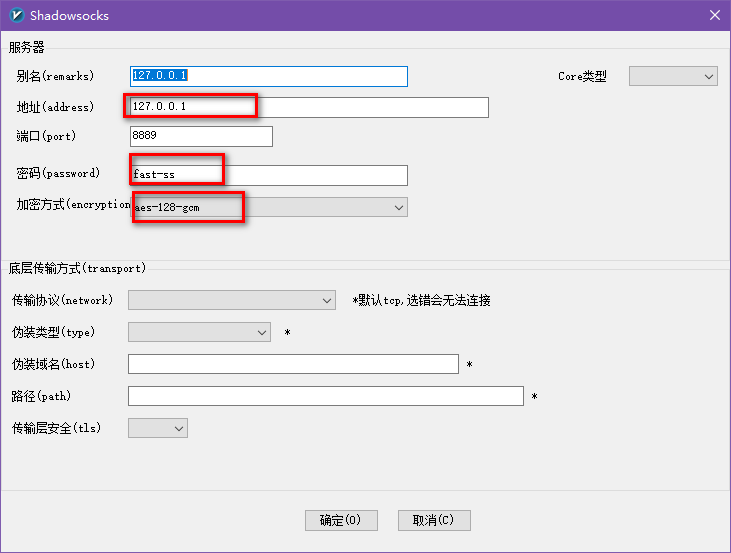 Shadowsocks
服务器
别名(remarks) 127.0.0.1 Core类型
地址(address) 127.0.0.1
端口(port) 8889
密码(password) fast-ss
加密方式(encryption aes-128-gcm
底层传输方式(transport)
传输协议(network) *默认tcp,选错会无法连接
伪装类型(type) *
伪装域名(host) *
路径(path) *
传输层安全(tls)
确定(O) 取消(C)